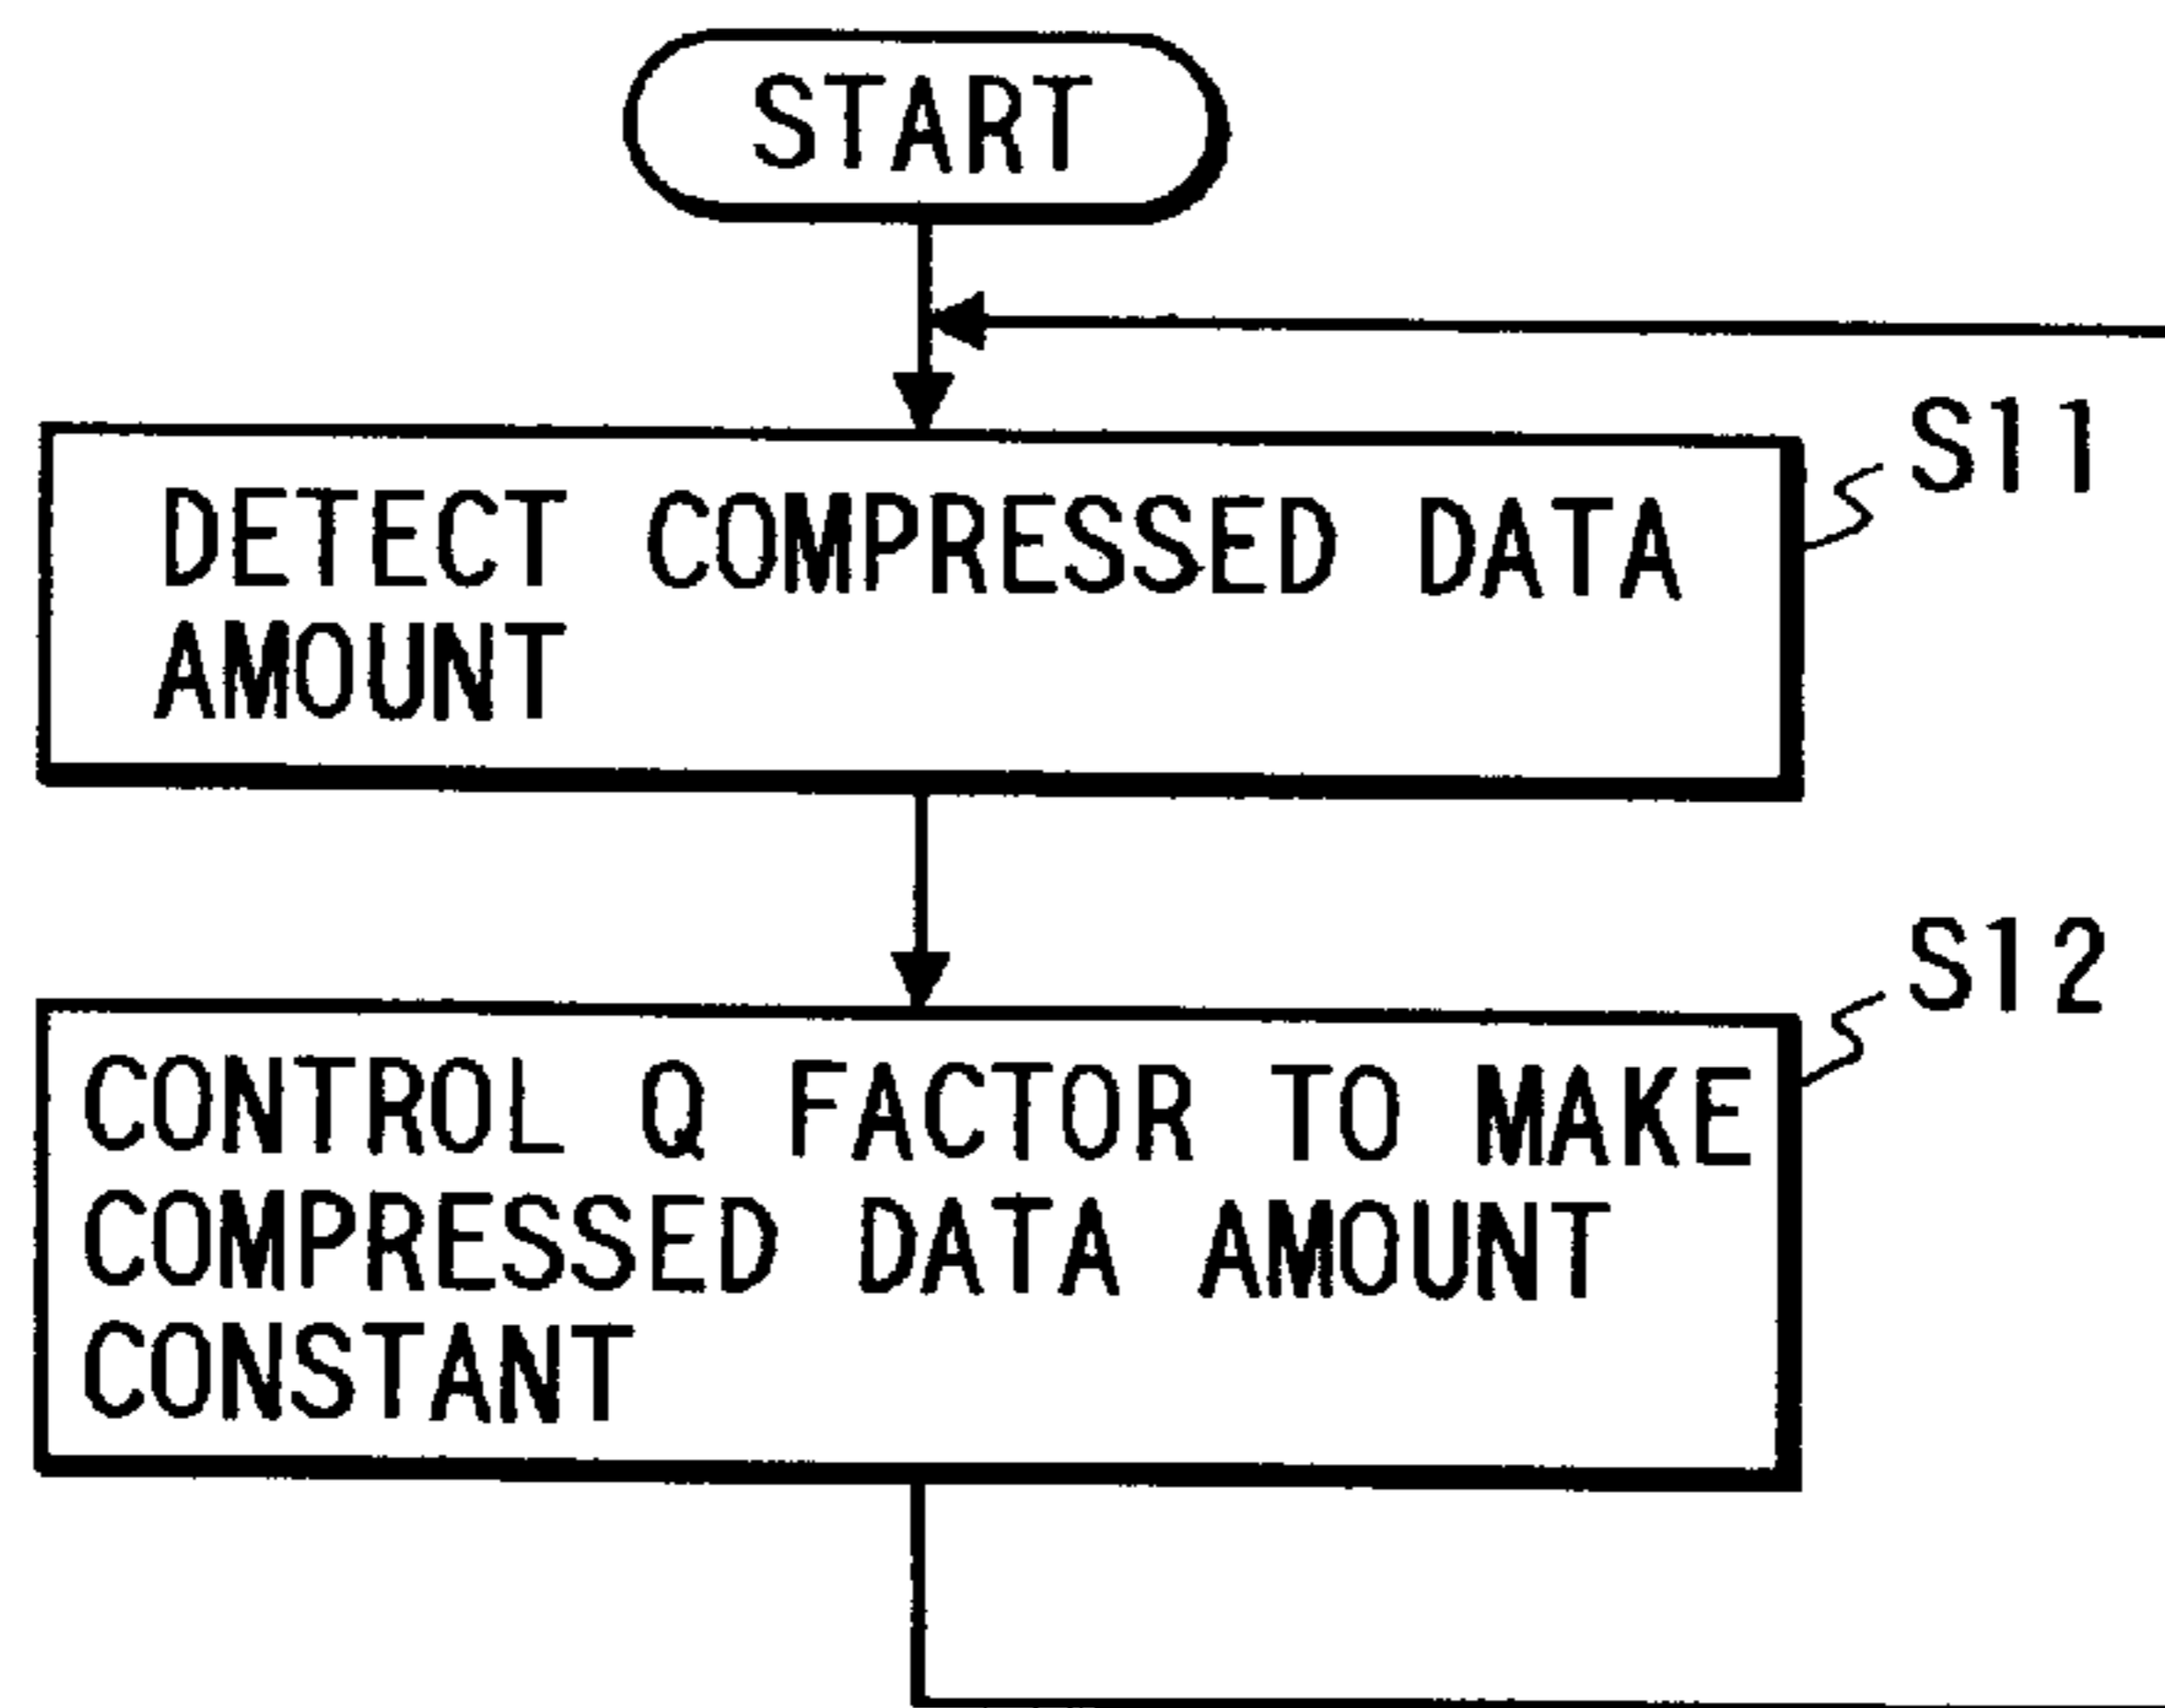 START
S11
DETECT COMPRESSED DATA
AMOUNT
S12
CONTROL Q FACTOR TO MAKE
COMPRESSED DATA AMOUNT
CONSTANT